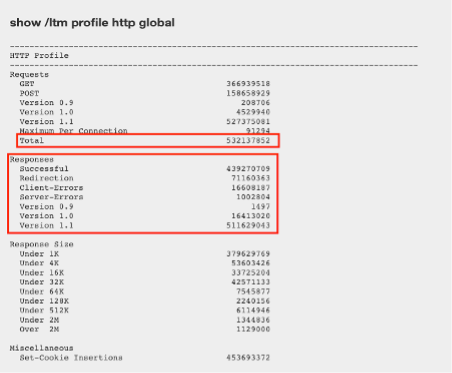 show /ltm profile http global
HTTP Profile
Requests
GET 366939518
POST 158658929
Version 0.9 208706
Version 1.0 4529940
Version 1.1 527375081
Maximum Per Connection 91294
Total 532137852
Responses
Successful 439270709
Redirection 71160363
Client-Errors 16608187
Server-Errors 1002804
Version 0.9 1497
Version 1.0 16413020
Version 1.1 511629043
Response Size
Under 1K 379629769
Under 4K 53603426
Under 16K 33725204
Under 32K 42571133
Under 64K 7545877
Under 128K 2240156
Under 512K 6114946
Under 2M 1344836
Over 2M 1129000
Miscellaneous
Set-Cookie Insertions 453693372